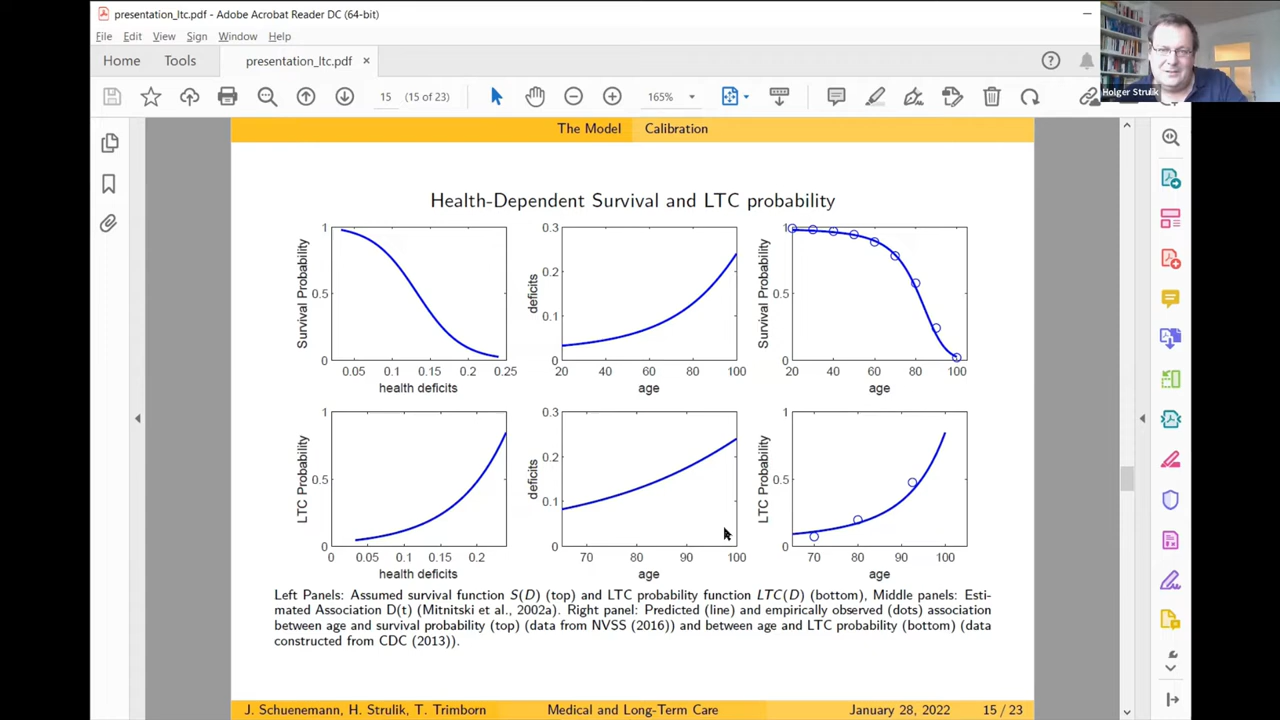 presentation_ltc.pdf - Adobe Acrobat Reader DC (64-bit)
File Edit View Sign Window Help
Home Tools presentation_ltc.pdf ×
15 (15 of 23) 165%
Holger Strulik
The Model Calibration
Health-Dependent Survival and LTC probability
Survival Probability
1
0.5
0
0.05 0.1 0.15 0.2 0.25
health deficits
deficits
0.3
0.2
0.1
0
20 40 60 80 100
age
Survival Probability
1
0.5
0
20 40 60 80 100
age
LTC Probability
1
0.5
0
0 0.05 0.1 0.15 0.2
health deficits
deficits
0.3
0.2
0.1
0
70 80 90 100
age
LTC Probability
1
0.5
0
70 80 90 100
age
Left Panels: Assumed survival function S(D) (top) and LTC probability function LTC(D) (bottom), Middle panels: Esti-
mated Association D(t) (Mitnitski et al., 2002a). Right panel: Predicted (line) and empirically observed (dots) association
between age and survival probability (top) (data from NVSS (2016)) and between age and LTC probability (bottom) (data
constructed from CDC (2013)).
J. Schuenemann, H. Strulik, T. Trimborn Medical and Long-Term Care January 28, 2022 15 / 23